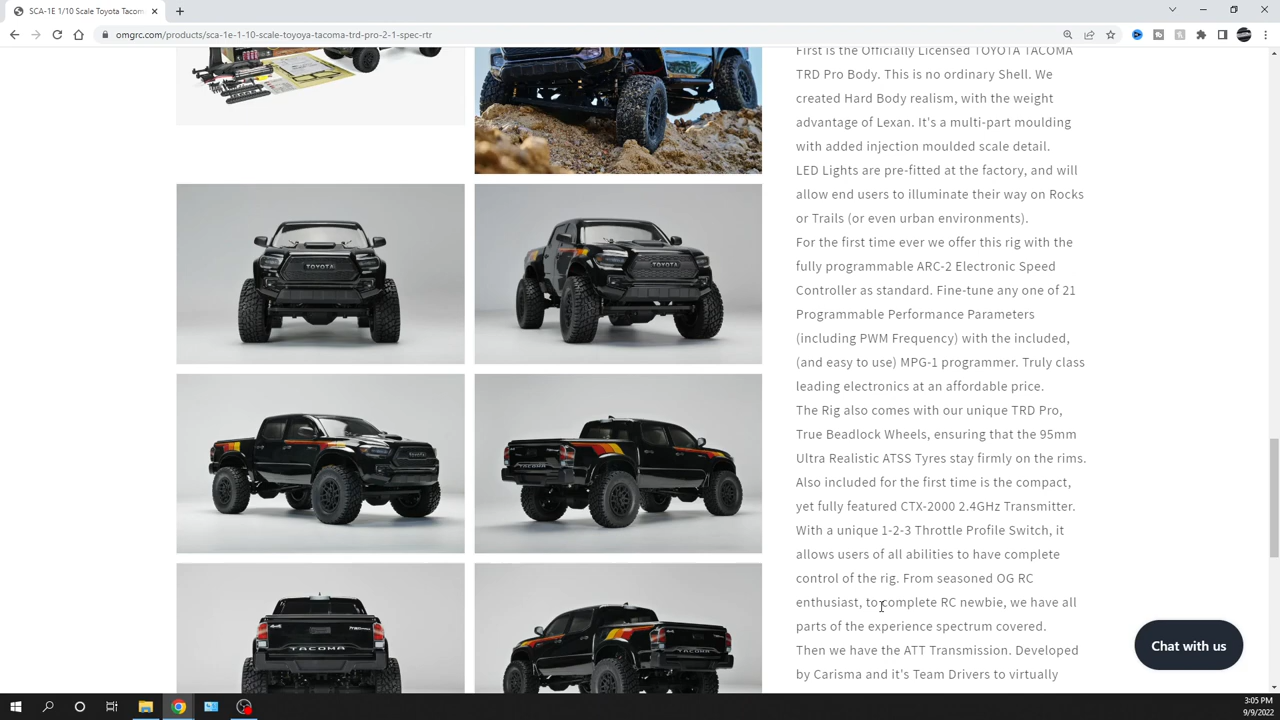 SCA-1E 1/10 Scale Toyota Tacom
omgrc.com/products/sca-1e-1-10-scale-toyoya-tacoma-trd-pro-2-1-spec-rtr
First is the Officially Licensed TOYOTA TACOMA
TRD Pro Body. This is no ordinary Shell. We
created Hard Body realism, with the weight
advantage of Lexan. It's a multi-part moulding
with added injection moulded scale detail.
LED Lights are pre-fitted at the factory, and will
allow end users to illuminate their way on Rocks
or Trails (or even urban environments).
For the first time ever we offer this rig with the
fully programmable ARC-2 Electronic Speed
Controller as standard. Fine-tune any one of 21
Programmable Performance Parameters
(including PWM Frequency) with the included,
(and easy to use) MPG-1 programmer. Truly class
leading electronics at an affordable price.
The Rig also comes with our unique TRD Pro,
True Beadlock Wheels, ensuring that the 95mm
Ultra Realistic ATSS Tyres say firmly on the rims.
Also included for the first time is the compact,
yet fully featured CTX-2000 2.4GHz Transmitter.
With a unique 1-2-3 Throttle Profile Switch, it
allows users of all abilities to have complete
control of the rig. From seasoned OG RC
enthusiast, to complete RC newbie, we have all
parts of the experience spectrum covered.
Then we have the ATT Transmission. Developed
by Carisma and it's Team Drivers to virtually
TOYOTA
TOYOTA
TOYOTA
TACOMA
TACOMA
TACOMA
Chat with us
3:05 PM
9/9/2022